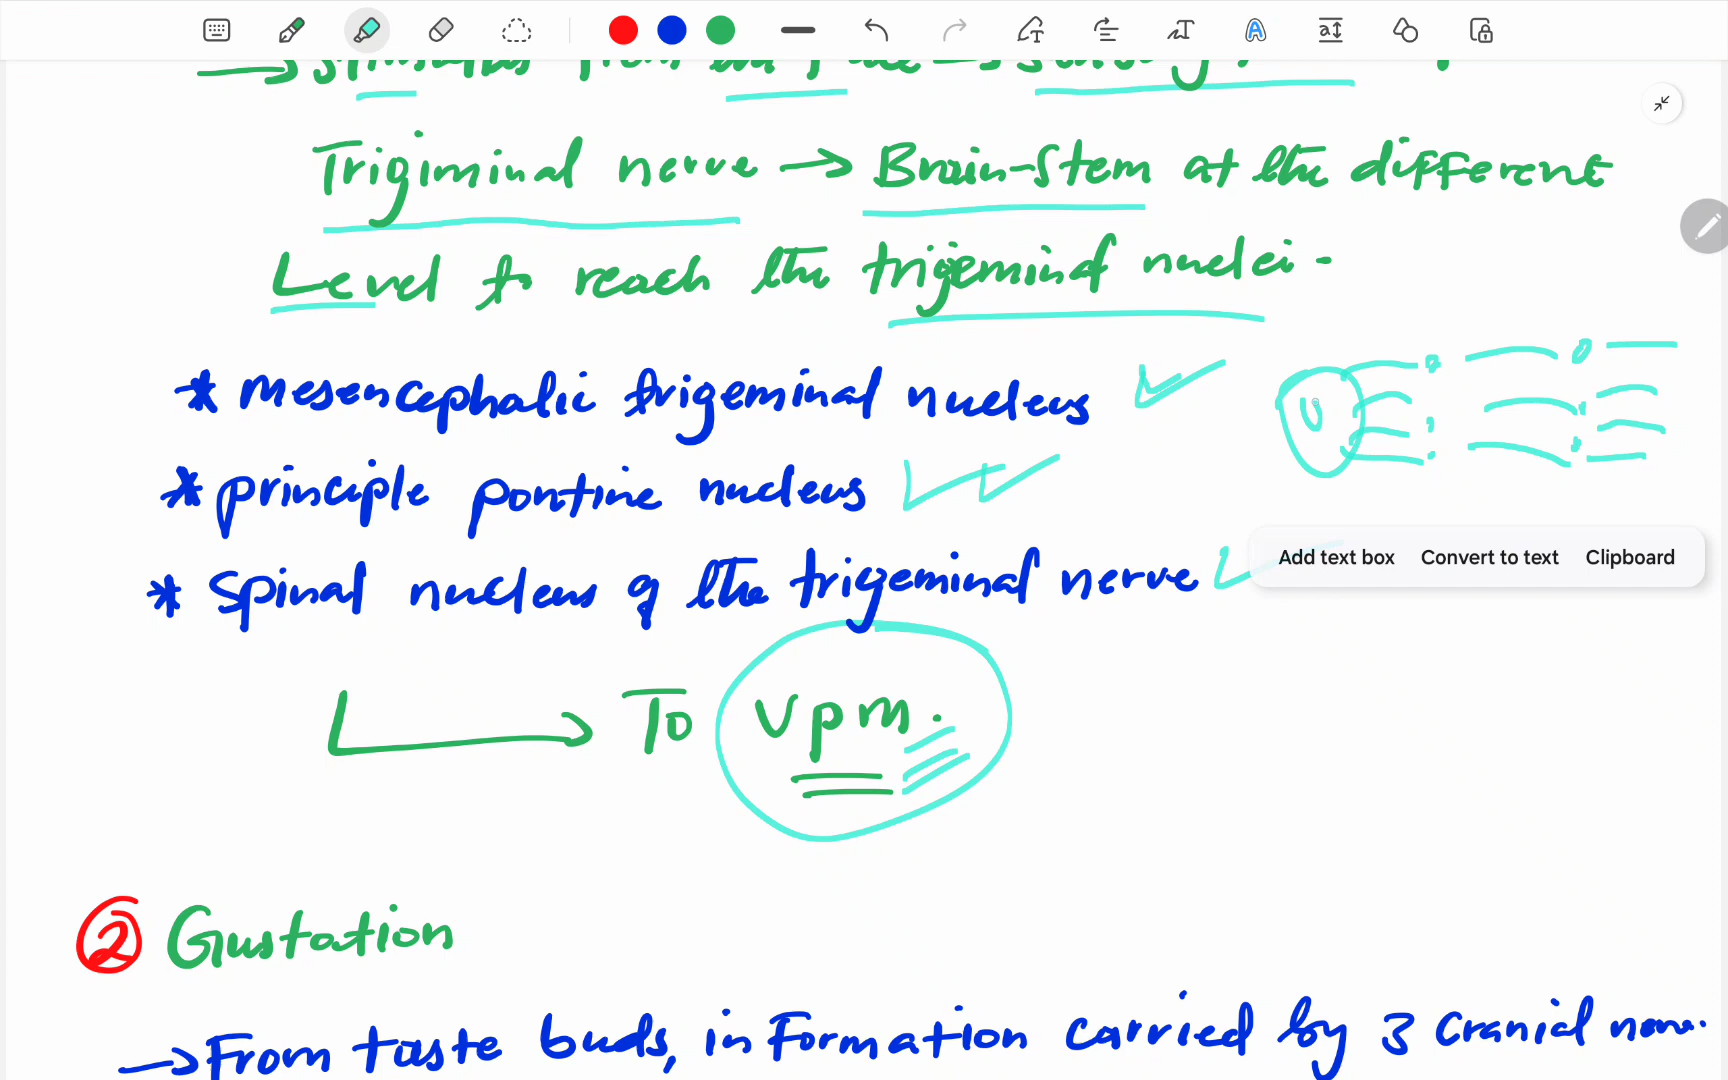 from
Trigiminal nerve → Brain-Stem at the different
Level to reach the trigeminal nuclei -
* mesencephalic trigeminal nucleus
* principle pontine nucleus
Add text box Convert to text Clipboard
* Spinal nucleus of the trigeminal nerve
To vpm.
② Gustation
→ From taste buds, information carried by 3 cranial nerve.